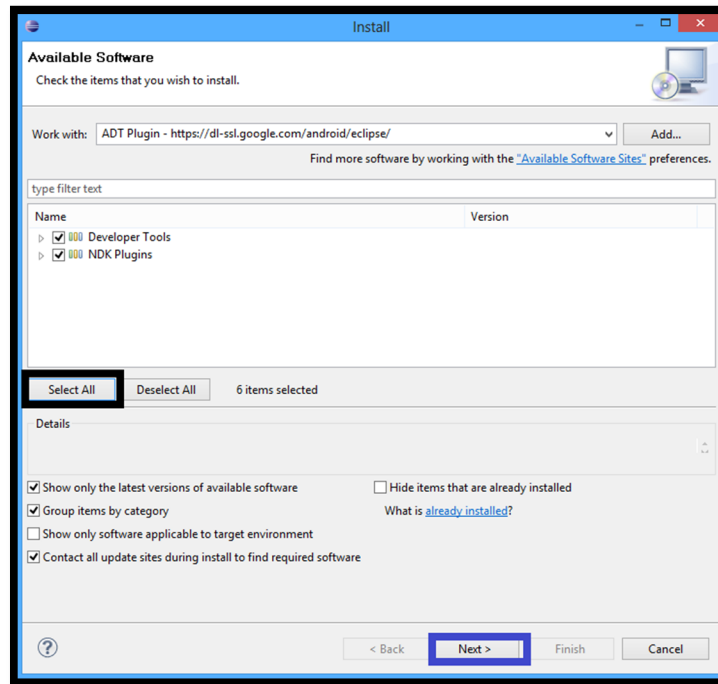 Install
Available Software
Check the items that you wish to install.
Work with: ADT Plugin - https://dl-ssl.google.com/android/eclipse/ Add...
Find more software by working with the "Available Software Sites" preferences.
type filter text
Name Version
Developer Tools
NDK Plugins
Select All Deselect All 6 items selected
Details
Show only the latest versions of available software Hide items that are already installed
Group items by category What is already installed?
Show only software applicable to target environment
Contact all update sites during install to find required software
? < Back Next > Finish Cancel